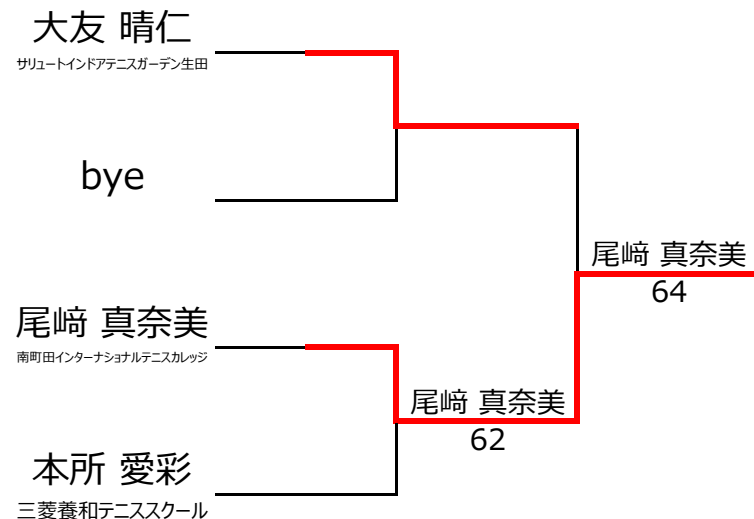 大友 晴仁
サリュートインドアテニスガーデン生田
bye
尾﨑 真奈美
64
尾﨑 真奈美
南町田インターナショナルテニスカレッジ
尾﨑 真奈美
62
本所 愛彩
三菱養和テニススクール